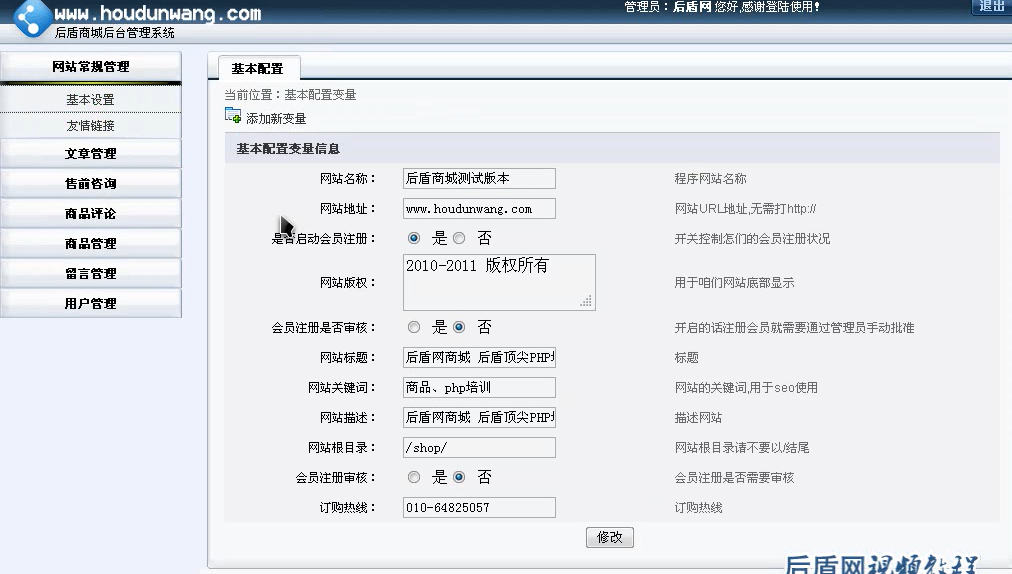 www.houdunwang.com
后盾商城后台管理系统
管理员：后盾网 您好,感谢登陆使用!
退出
网站常规管理
基本设置
友情链接
文章管理
售前咨询
商品评论
商品管理
留言管理
用户管理
基本配置
当前位置：基本配置变量
添加新变量
基本配置变量信息
网站名称： 后盾商城测试版本 程序网站名称
网站地址： www.houdunwang.com 网站URL地址,无需打http://
是否启动会员注册： 是 否 开关控制怎们的会员注册状况
网站版权： 2010-2011 版权所有 用于咱们网站底部显示
会员注册是否审核： 是 否 开启的话注册会员就需要通过管理员手动批准
网站标题： 后盾网商城 后盾顶尖PHP 标题
网站关键词： 商品、php培训 网站的关键词,用于seo使用
网站描述： 后盾网商城 后盾顶尖PHP 描述网站
网站根目录： /shop/ 网站根目录请不要以/结尾
会员注册审核： 是 否 会员注册是否需要审核
订购热线： 010-64825057 订购热线
修改
后盾网视频教程